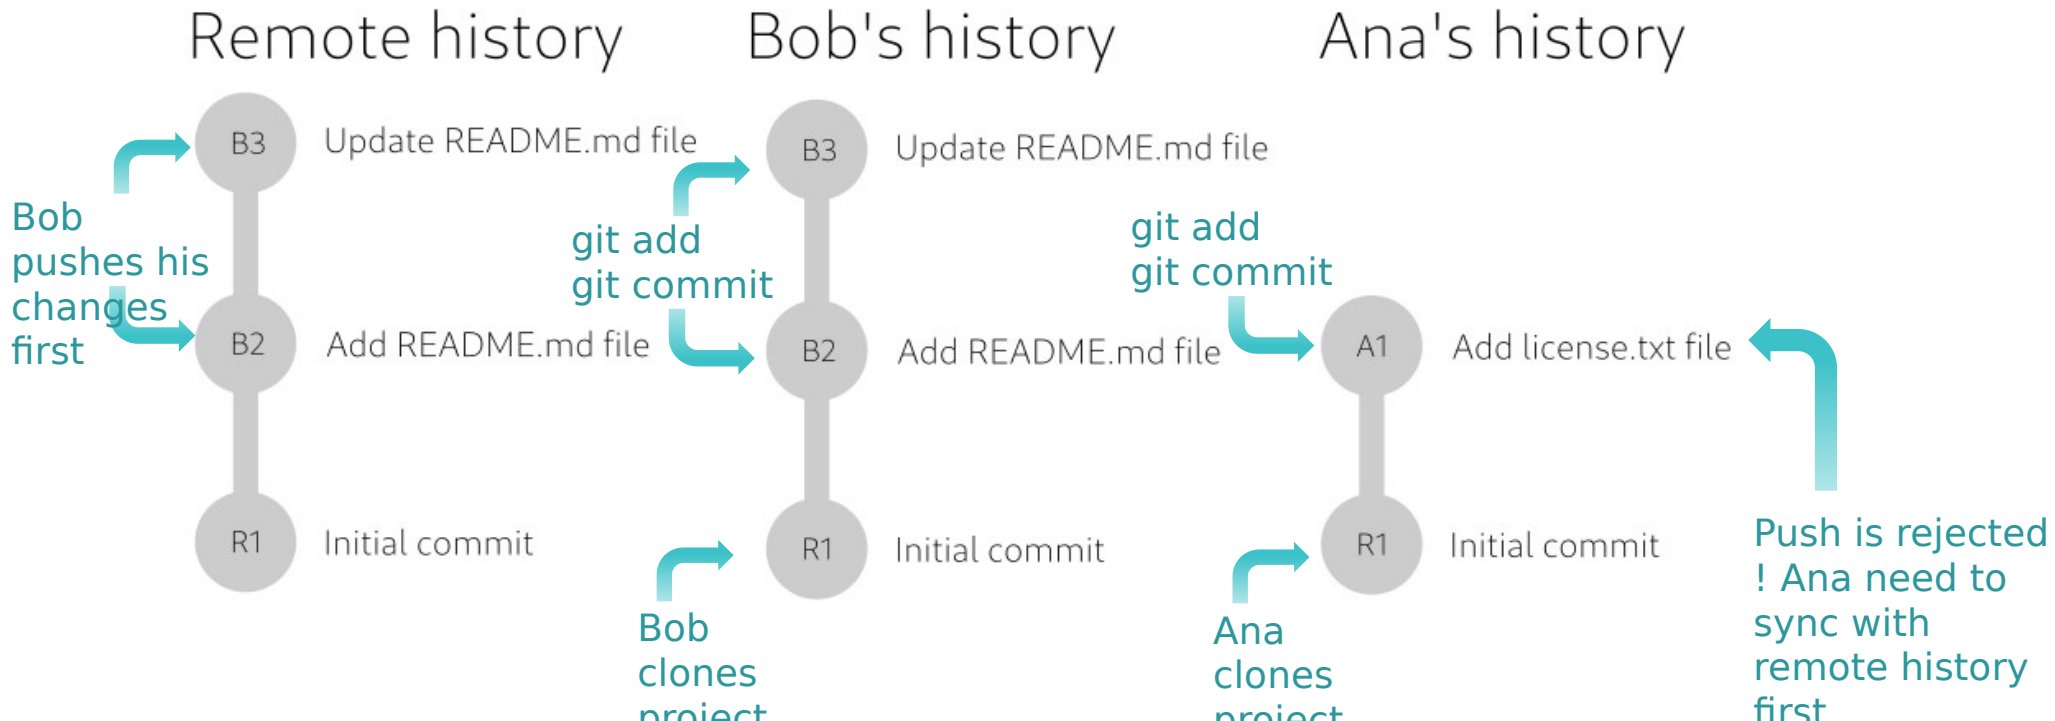 Remote history
Bob's history
Ana's history
B3
Update README.md file
B3
Update README.md file
Bob
pushes his
changes
first
git add
git commit
git add
git commit
B2
Add README.md file
B2
Add README.md file
A1
Add license.txt file
R1
Initial commit
R1
Initial commit
R1
Initial commit
Bob
clones
project
Ana
clones
project
Push is rejected
! Ana need to
sync with
remote history
first